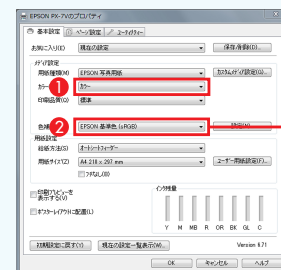 EPSON PX-7Vのプロパティ
基本設定 ページ設定 ユーティリティー
お気に入り(X) 現在の設定 保存/削除(D)...
メディア設定
用紙種類(M) EPSON 写真用紙 カスタムメディア設定(G)...
カラー 1 カラー
印刷品質(Q) 標準
色補 2 EPSON 基準色 (sRGB)
用紙設定
給紙方法(S) オートシートフィーダー
用紙サイズ(Z) A4 210 x 297 mm ユーザー用紙設定(F)...
フチなし(O)
インク残量
印刷プレビューを
表示する(V)
ポスターレイアウトに配置(L)
Y M MB R OR BK GL C
初期設定に戻す(Y) 現在の設定一覧表示(W)... Version 6.71
OK キャンセル ヘルプ